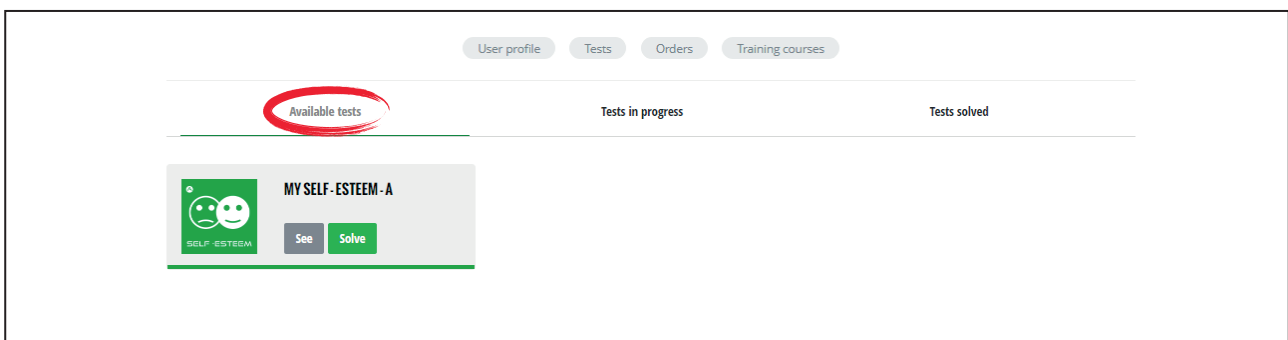 User profile Tests Orders Training courses
Available tests Tests in progress Tests solved
MY SELF - ESTEEM - A
SELF -ESTEEM
See Solve